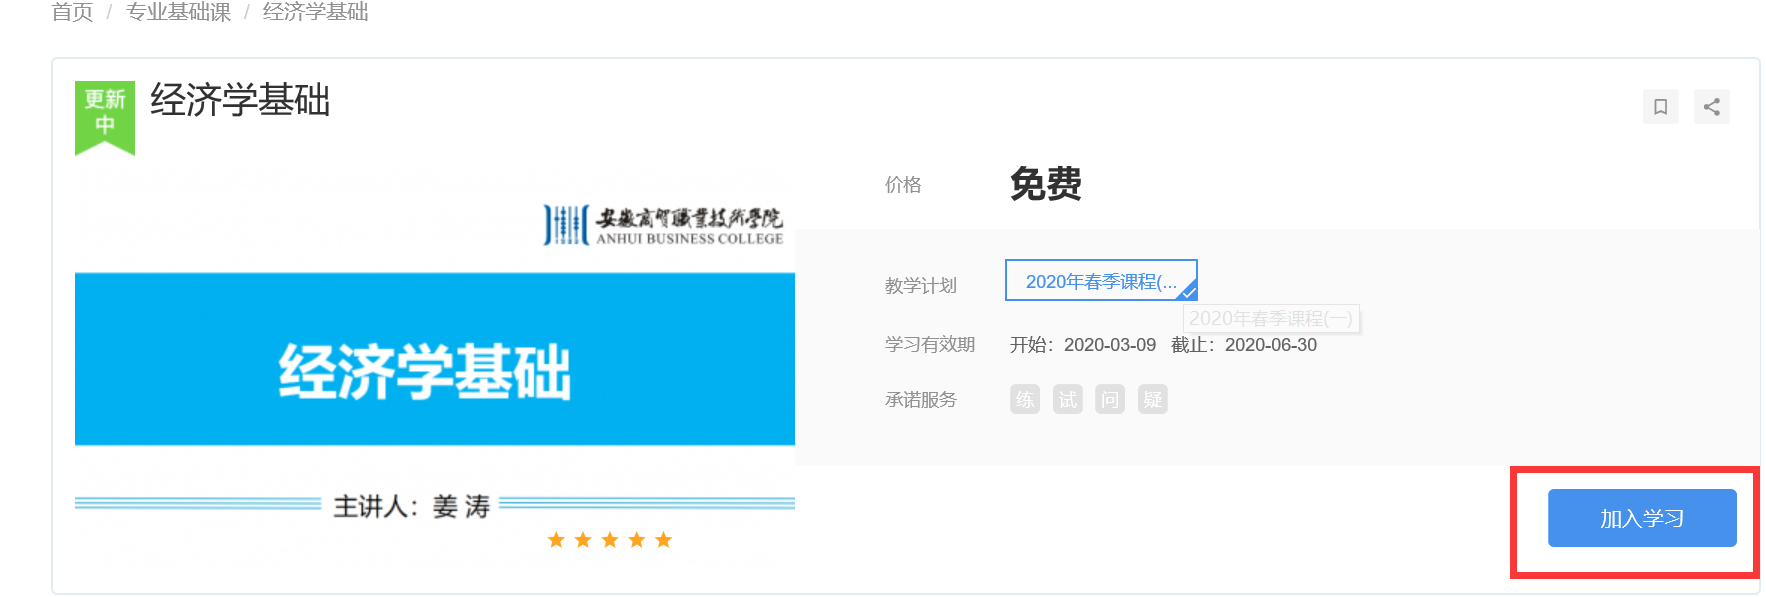 首页 / 专业基础课 / 经济学基础
更新
中
经济学基础
价格
免费
安徽商贸職業技術學院
ANHUI BUSINESS COLLEGE
教学计划
2020年春季课程(...
2020年春季课程(一)
经济学基础
学习有效期
开始：2020-03-09 截止：2020-06-30
承诺服务
练 试 问 疑
主讲人：姜 涛
加入学习